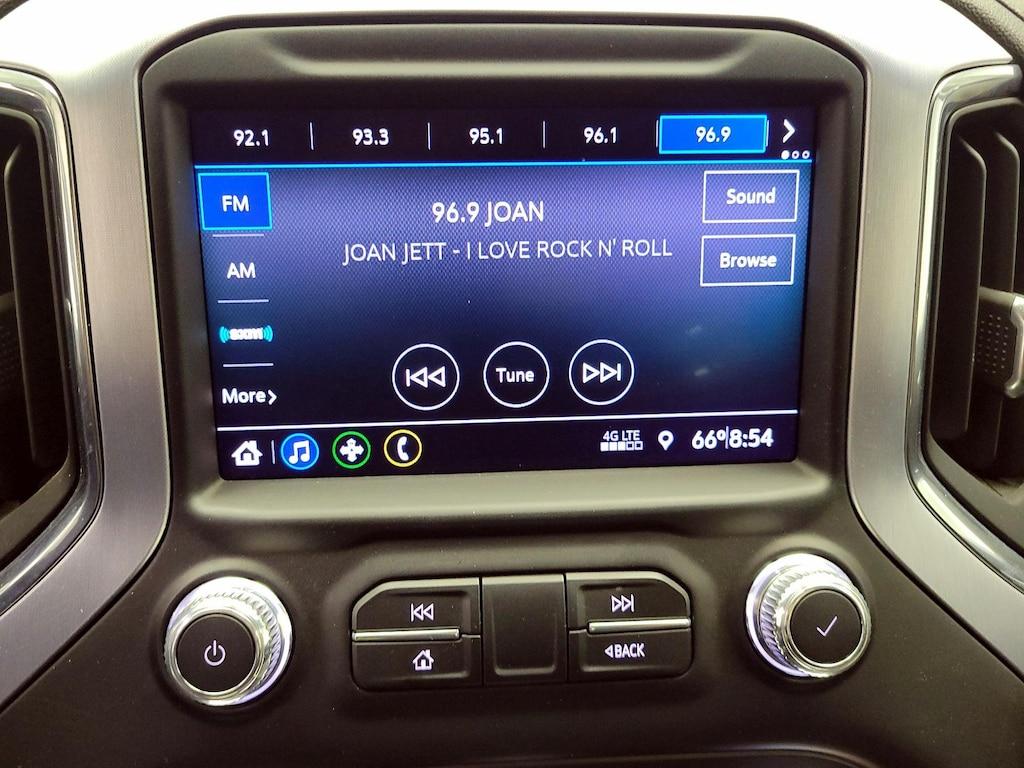 92.1 93.3 95.1 96.1 96.9
FM
96.9 JOAN
Sound
JOAN JETT - I LOVE ROCK N' ROLL
Browse
AM
((SXM))
Tune
More
4G LTE
66° 8:54
BACK